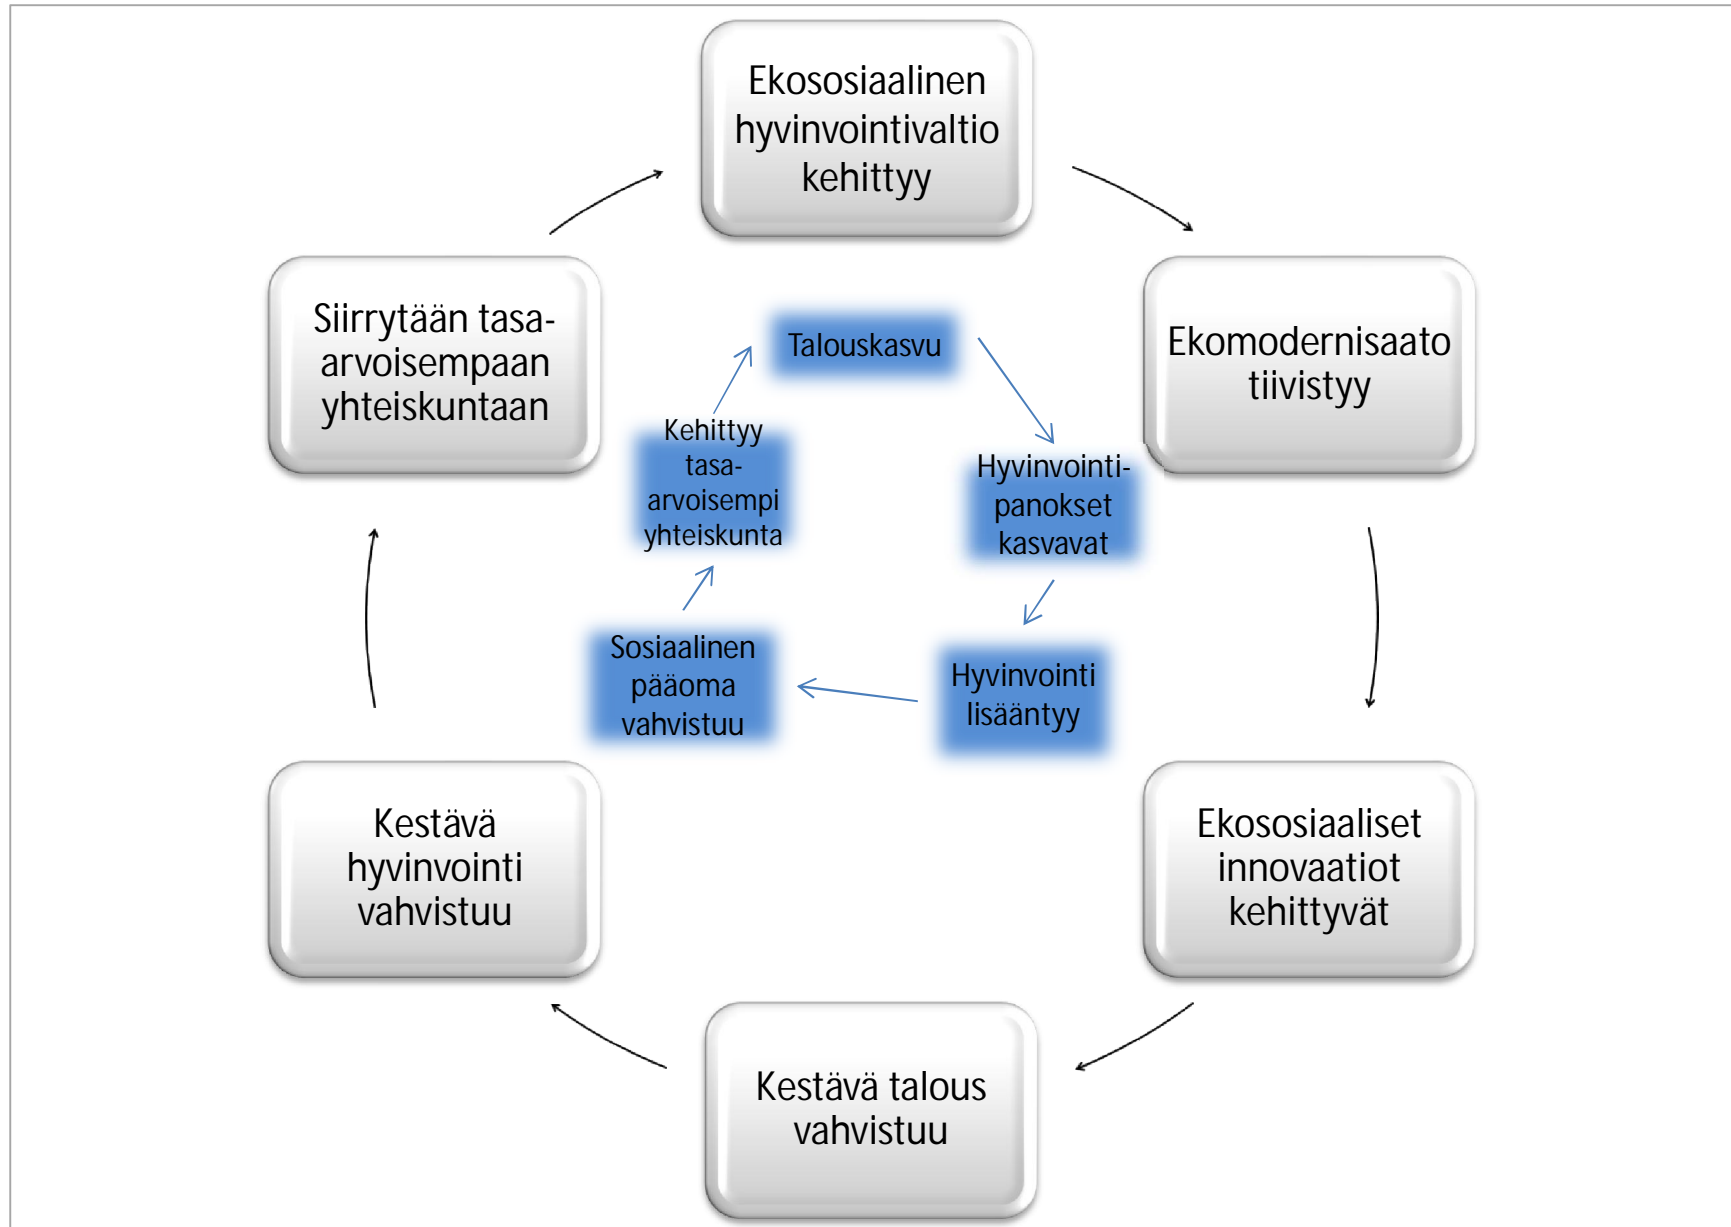 Ekososiaalinen
hyvinvointivaltio
kehittyy
Ekomodernisaato
tiivistyy
Ekososiaaliset
innovaatiot
kehittyvät
Kestävä talous
vahvistuu
Kestävä
hyvinvointi
vahvistuu
Siirrytään tasa-
arvoisempaan
yhteiskuntaan
Talouskasvu
Hyvinvointi-
panokset
kasvavat
Hyvinvointi
lisääntyy
Sosiaalinen
pääoma
vahvistuu
Kehittyy
tasa-
arvoisempi
yhteiskunta